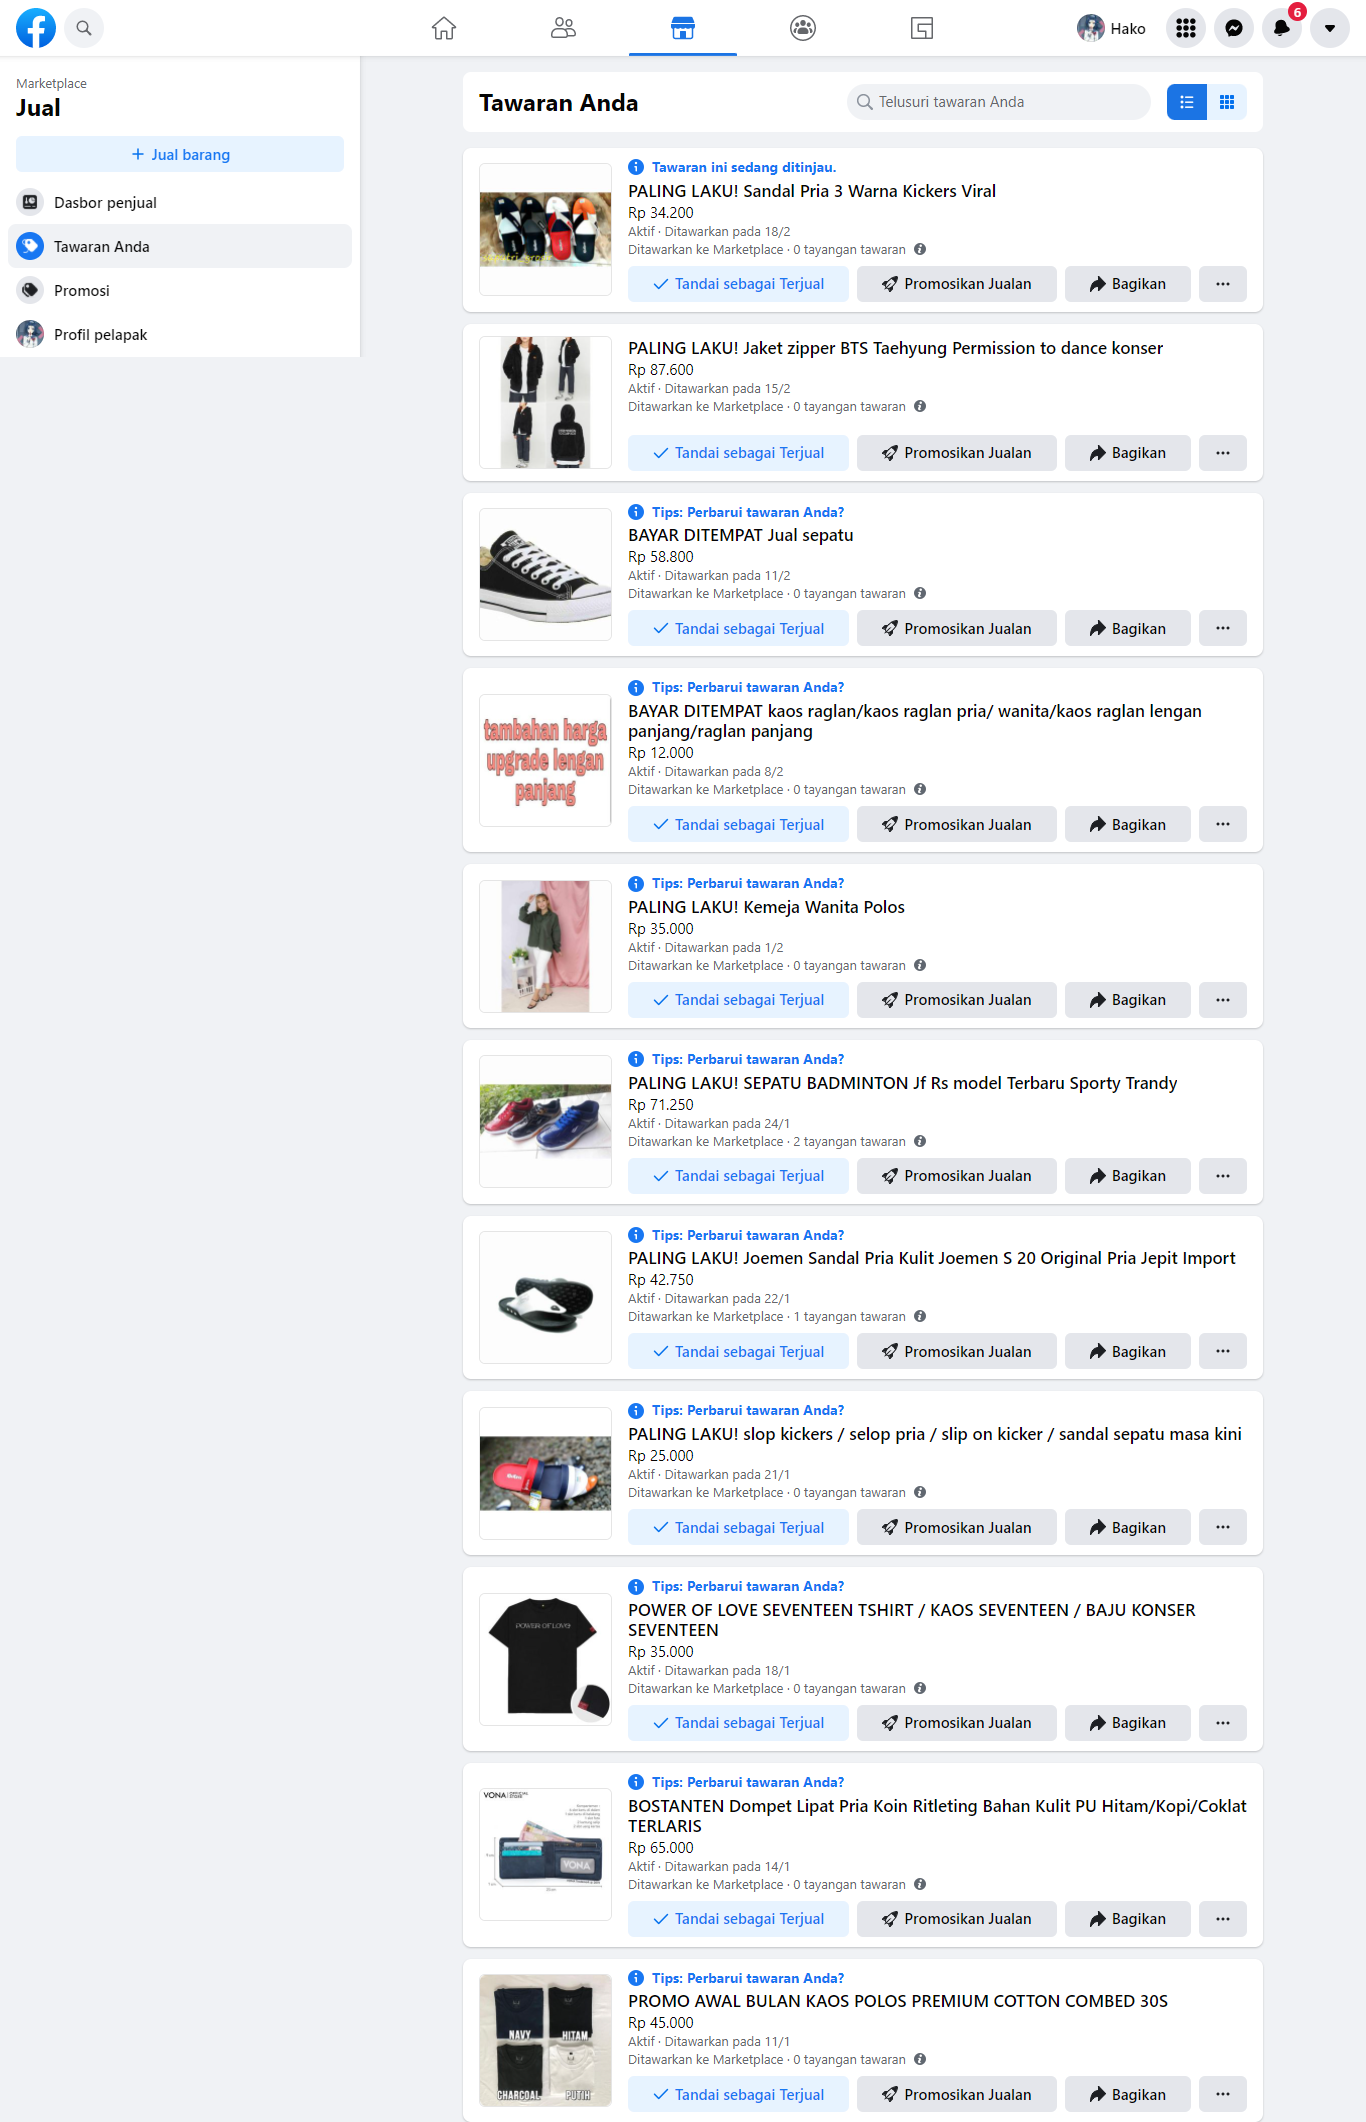 Hako
6
Marketplace
Jual
+ Jual barang
Dasbor penjual
Tawaran Anda
Promosi
Profil pelapak
Tawaran Anda
Telusuri tawaran Anda
Tawaran ini sedang ditinjau.
PALING LAKU! Sandal Pria 3 Warna Kickers Viral
Rp 34.200
Aktif · Ditawarkan pada 18/2
Ditawarkan ke Marketplace · 0 tayangan tawaran
Tandai sebagai Terjual Promosikan Jualan Bagikan
PALING LAKU! Jaket zipper BTS Taehyung Permission to dance konser
Rp 87.600
Aktif · Ditawarkan pada 15/2
Ditawarkan ke Marketplace · 0 tayangan tawaran
Tandai sebagai Terjual Promosikan Jualan Bagikan
Tips: Perbarui tawaran Anda?
BAYAR DITEMPAT Jual sepatu
Rp 58.800
Aktif · Ditawarkan pada 11/2
Ditawarkan ke Marketplace · 0 tayangan tawaran
Tandai sebagai Terjual Promosikan Jualan Bagikan
tambahan harga
upgrade lengan
panjang
Tips: Perbarui tawaran Anda?
BAYAR DITEMPAT kaos raglan/kaos raglan pria/ wanita/kaos raglan lengan
panjang/raglan panjang
Rp 12.000
Aktif · Ditawarkan pada 8/2
Ditawarkan ke Marketplace · 0 tayangan tawaran
Tandai sebagai Terjual Promosikan Jualan Bagikan
Tips: Perbarui tawaran Anda?
PALING LAKU! Kemeja Wanita Polos
Rp 35.000
Aktif · Ditawarkan pada 1/2
Ditawarkan ke Marketplace · 0 tayangan tawaran
Tandai sebagai Terjual Promosikan Jualan Bagikan
Tips: Perbarui tawaran Anda?
PALING LAKU! SEPATU BADMINTON Jf Rs model Terbaru Sporty Trandy
Rp 71.250
Aktif · Ditawarkan pada 24/1
Ditawarkan ke Marketplace · 2 tayangan tawaran
Tandai sebagai Terjual Promosikan Jualan Bagikan
Tips: Perbarui tawaran Anda?
PALING LAKU! Joemen Sandal Pria Kulit Joemen S 20 Original Pria Jepit Import
Rp 42.750
Aktif · Ditawarkan pada 22/1
Ditawarkan ke Marketplace · 1 tayangan tawaran
Tandai sebagai Terjual Promosikan Jualan Bagikan
Tips: Perbarui tawaran Anda?
PALING LAKU! slop kickers / selop pria / slip on kicker / sandal sepatu masa kini
Rp 25.000
Aktif · Ditawarkan pada 21/1
Ditawarkan ke Marketplace · 0 tayangan tawaran
Tandai sebagai Terjual Promosikan Jualan Bagikan
POWER OF LOVE
Tips: Perbarui tawaran Anda?
POWER OF LOVE SEVENTEEN TSHIRT / KAOS SEVENTEEN / BAJU KONSER
SEVENTEEN
Rp 35.000
Aktif · Ditawarkan pada 18/1
Ditawarkan ke Marketplace · 0 tayangan tawaran
Tandai sebagai Terjual Promosikan Jualan Bagikan
VONA
VONA
Tips: Perbarui tawaran Anda?
BOSTANTEN Dompet Lipat Pria Koin Ritleting Bahan Kulit PU Hitam/Kopi/Coklat
TERLARIS
Rp 65.000
Aktif · Ditawarkan pada 14/1
Ditawarkan ke Marketplace · 0 tayangan tawaran
Tandai sebagai Terjual Promosikan Jualan Bagikan
NAVY HITAM
CHARCOAL PUTIH
Tips: Perbarui tawaran Anda?
PROMO AWAL BULAN KAOS POLOS PREMIUM COTTON COMBED 30S
Rp 45.000
Aktif · Ditawarkan pada 11/1
Ditawarkan ke Marketplace · 0 tayangan tawaran
Tandai sebagai Terjual Promosikan Jualan Bagikan